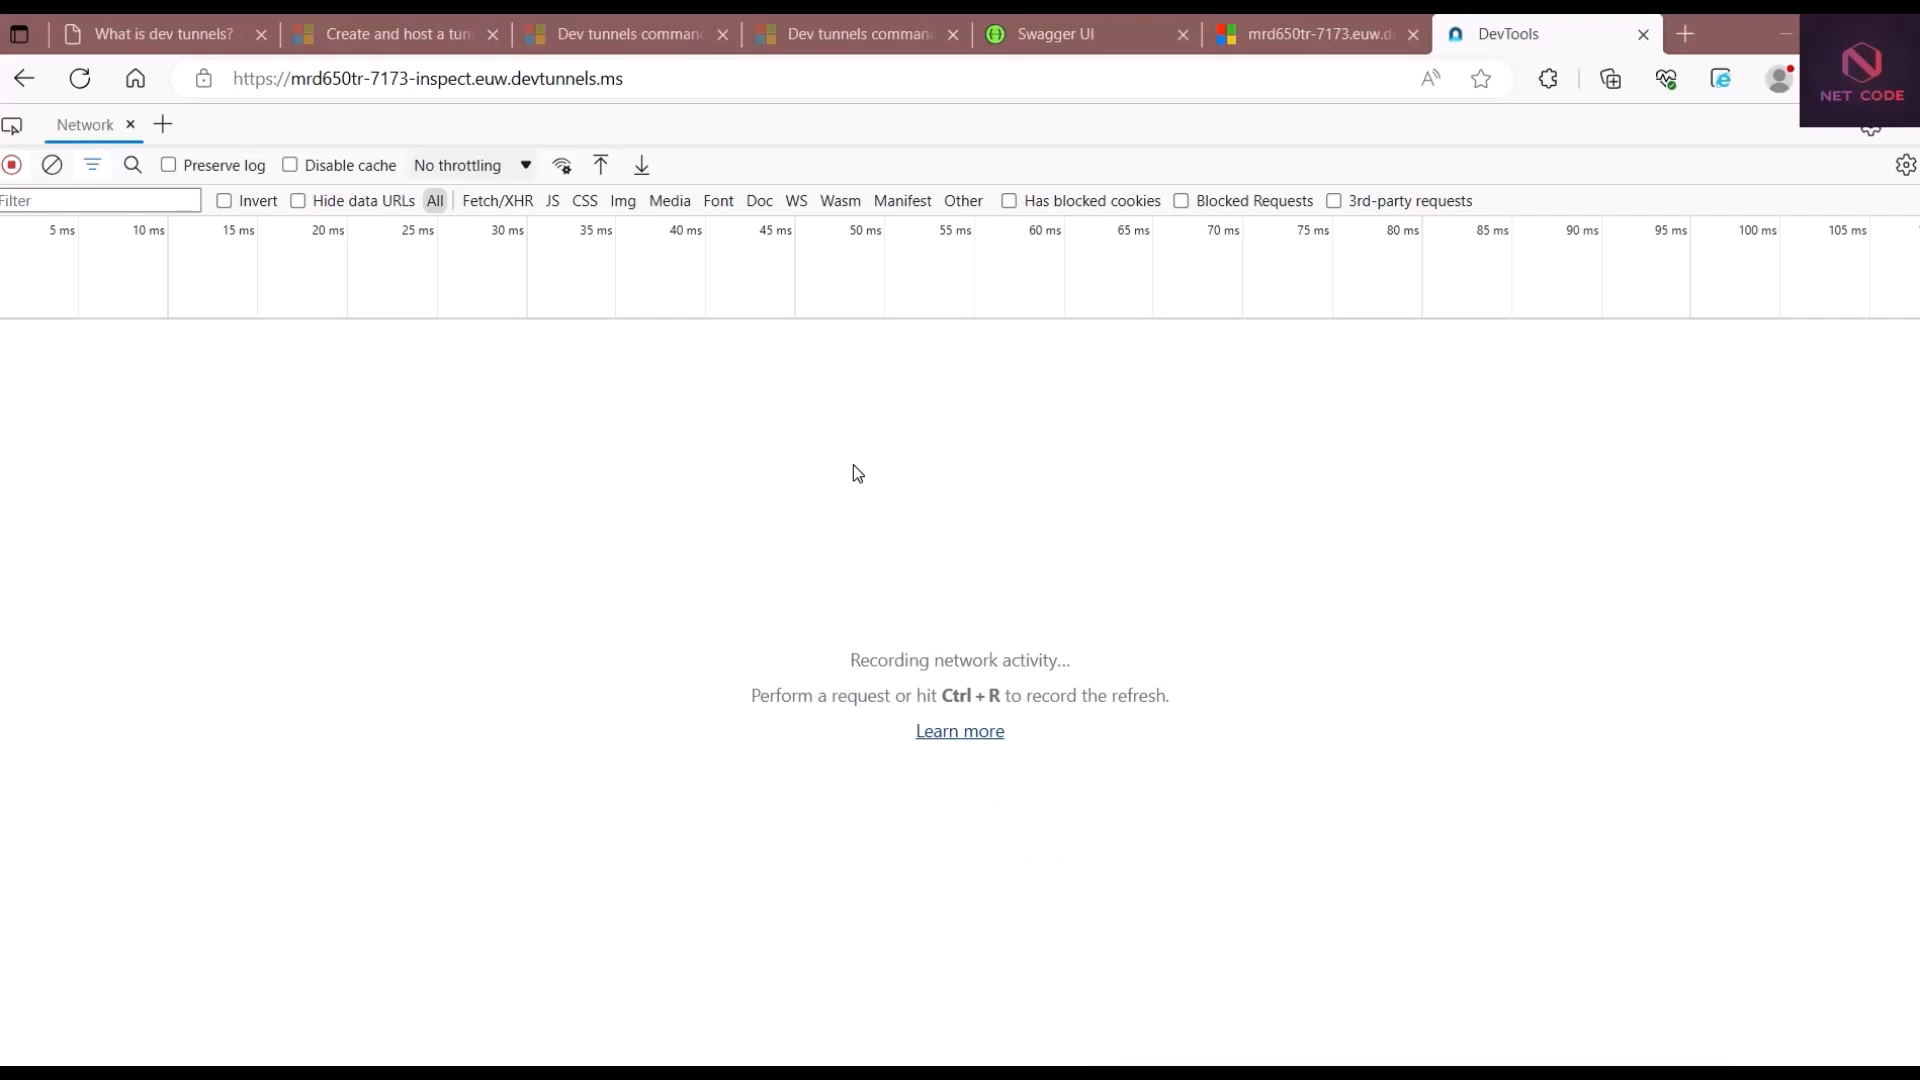 What is dev tunnels?
Create and host a tun
Dev tunnels comman
Dev tunnels comman
Swagger UI
mrd650tr-7173.euw.d
DevTools
https://mrd650tr-7173-inspect.euw.devtunnels.ms
NET CODE
Network
Preserve log Disable cache No throttling
Filter Invert Hide data URLs All Fetch/XHR JS CSS Img Media Font Doc WS Wasm Manifest Other Has blocked cookies Blocked Requests 3rd-party requests
5 ms 10 ms 15 ms 20 ms 25 ms 30 ms 35 ms 40 ms 45 ms 50 ms 55 ms 60 ms 65 ms 70 ms 75 ms 80 ms 85 ms 90 ms 95 ms 100 ms 105 ms
Recording network activity...
Perform a request or hit Ctrl + R to record the refresh.
Learn more